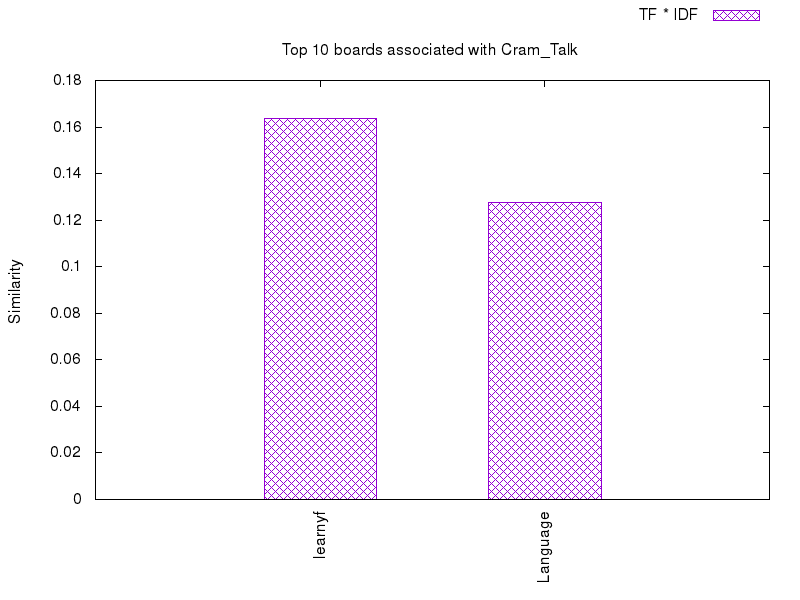 TF * IDF
Top 10 boards associated with Cram_Talk
0.18
0.16
0.14
0.12
0.1
0.08
0.06
0.04
0.02
0
Similarity
learnyf
Language